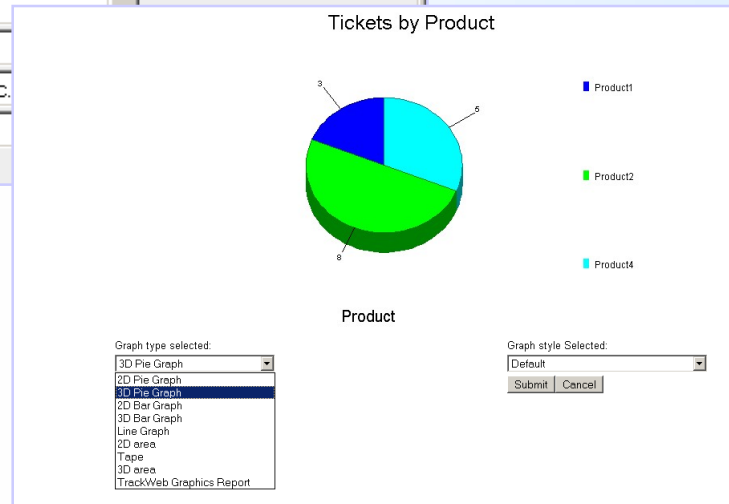 Tickets by Product
C.
3
5
8
Product1
Product2
Product4
Product
Graph type selected:
3D Pie Graph
2D Pie Graph
3D Pie Graph
2D Bar Graph
3D Bar Graph
Line Graph
2D area
Tape
3D area
TrackWeb Graphics Report
Graph style Selected:
Default
Submit Cancel